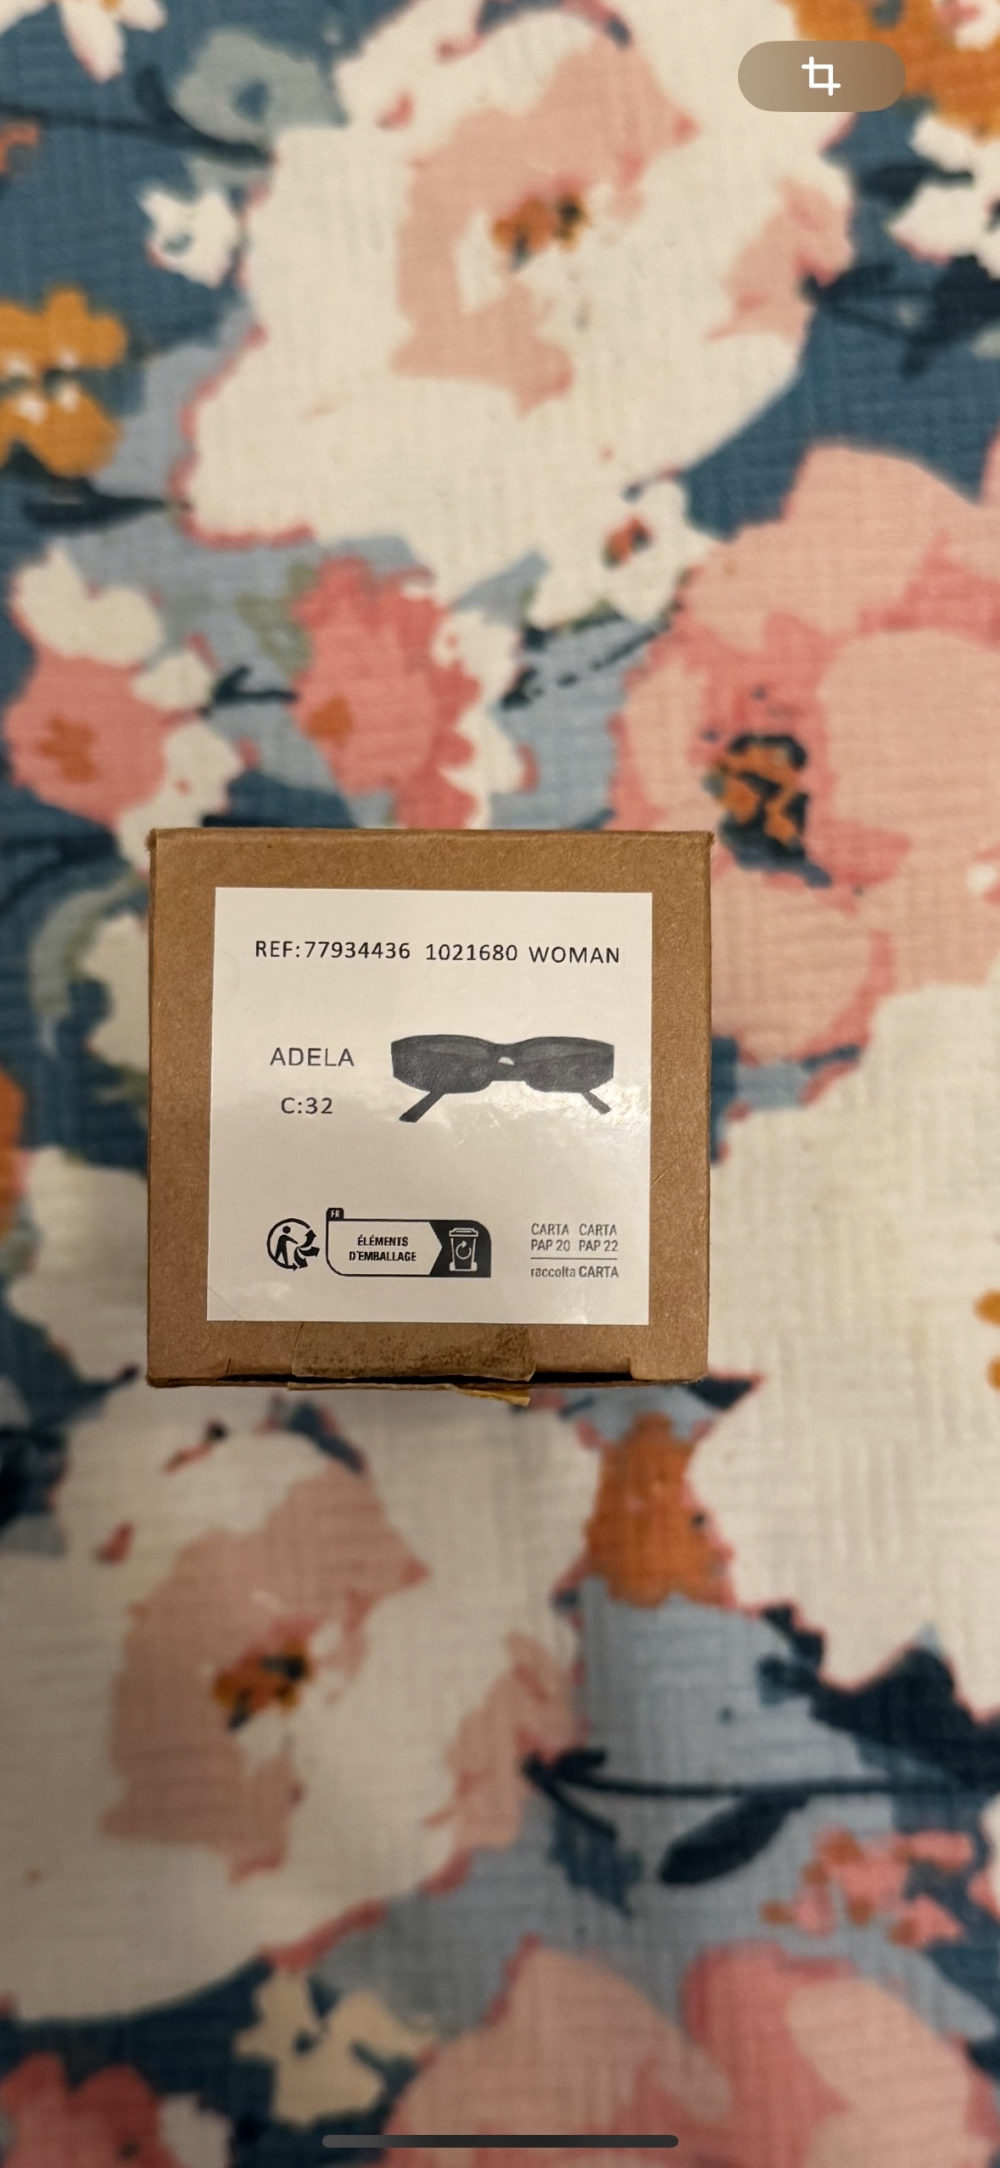 REF:77934436 1021680 WOMAN
ADELA
C:32
FR
ÉLÉMENTS
D'EMBALLAGE
CARTA CARTA
PAP 20 PAP 22
raccolta CARTA